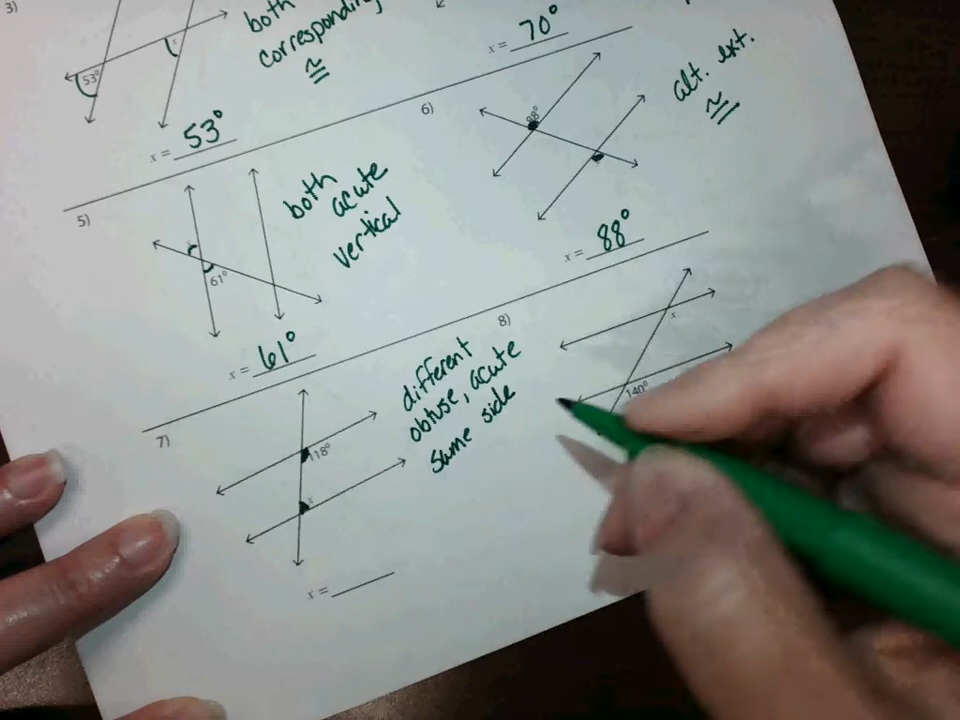 3)
both
corresponding
≅
53°
x = 53°
x = 70°
5)
both
acute
vertical
61°
x = 61°
6)
alt. ext.
≅
88°
x = 88°
7)
different
obtuse, acute
same side
118°
x
x =
8)
x
140°